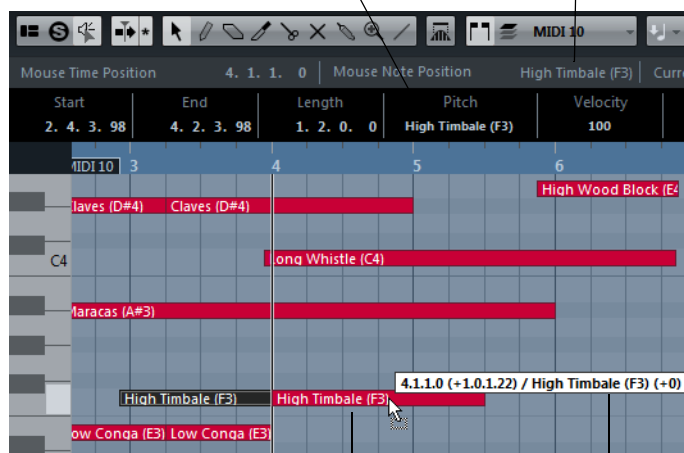 MIDI 10
Mouse Time Position 4. 1. 1. 0 Mouse Note Position High Timbale (F3) Curre
Start End Length Pitch Velocity
2. 4. 3. 98 4. 2. 3. 98 1. 2. 0. 0 High Timbale (F3) 100
MIDI 10 3 4 5 6
High Wood Block (E4
laves (D#4) Claves (D#4)
C4 Long Whistle (C4)
Maracas (A#3)
4.1.1.0 (+1.0.1.22) / High Timbale (F3) (+0)
High Timbale (F3) High Timbale (F3)
ow Conga (E3) Low Conga (E3)